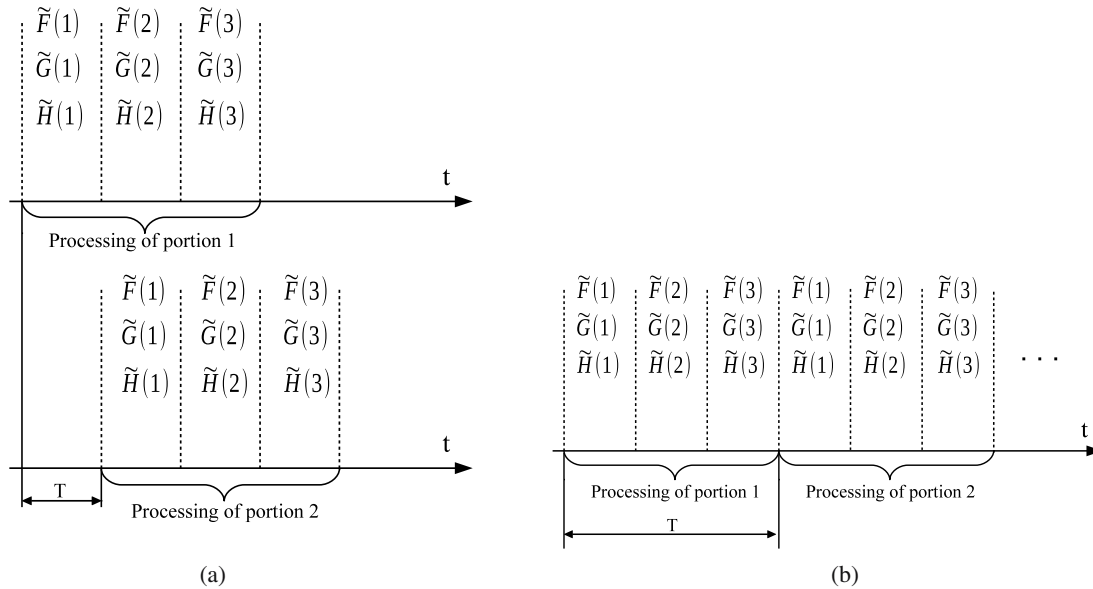 F̃(1) F̃(2) F̃(3)
G̃(1) G̃(2) G̃(3)
H̃(1) H̃(2) H̃(3)
t
Processing of portion 1
F̃(1) F̃(2) F̃(3)
G̃(1) G̃(2) G̃(3)
H̃(1) H̃(2) H̃(3)
t
T
Processing of portion 2
(a)
F̃(1) F̃(2) F̃(3) F̃(1) F̃(2) F̃(3)
G̃(1) G̃(2) G̃(3) G̃(1) G̃(2) G̃(3)
H̃(1) H̃(2) H̃(3) H̃(1) H̃(2) H̃(3)
. . .
t
Processing of portion 1 Processing of portion 2
T
(b)